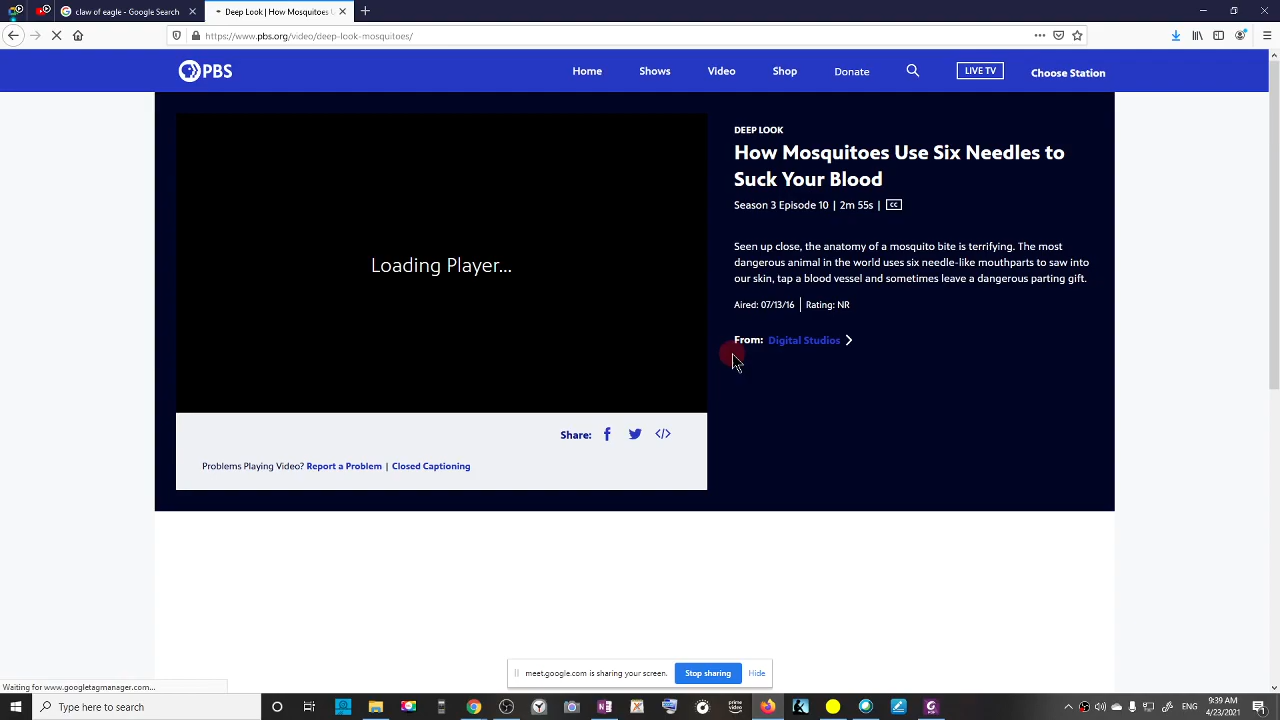 claw of eagle - Google Search
Deep Look | How Mosquitoes U
https://www.pbs.org/video/deep-look-mosquitoes/
PBS
Home Shows Video Shop Donate LIVE TV Choose Station
DEEP LOOK
How Mosquitoes Use Six Needles to
Suck Your Blood
Season 3 Episode 10 | 2m 55s | CC
Loading Player...
Seen up close, the anatomy of a mosquito bite is terrifying. The most
dangerous animal in the world uses six needle-like mouthparts to saw into
our skin, tap a blood vessel and sometimes leave a dangerous parting gift.
Aired: 07/13/16 | Rating: NR
From: Digital Studios
Share:
Problems Playing Video? Report a Problem | Closed Captioning
meet.google.com is sharing your screen. Stop sharing Hide
Waiting for www.googletagmanager.com...
Type here to search
prime
video
ENG
9:39 AM
4/23/2021